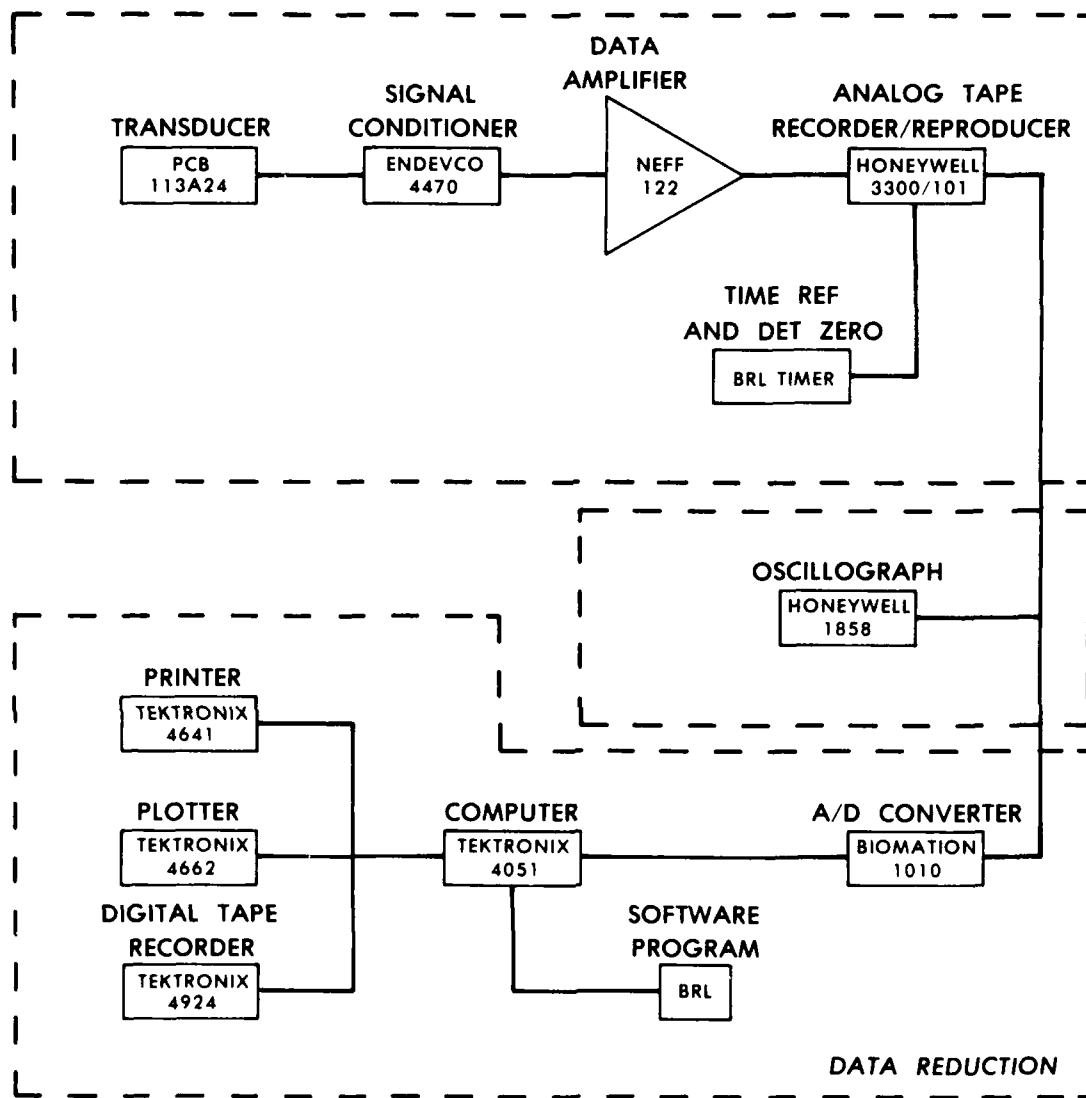 DATA
AMPLIFIER
SIGNAL
CONDITIONER
ANALOG TAPE
RECORDER/REPRODUCER
TRANSDUCER
PCB
113A24
ENDEVCO
4470
NEFF
122
HONEYWELL
3300/101
TIME REF
AND DET ZERO
BRL TIMER
OSCILLOGRAPH
HONEYWELL
1858
PRINTER
TEKTRONIX
4641
PLOTTER
TEKTRONIX
4662
COMPUTER
TEKTRONIX
4051
A/D CONVERTER
BIOMATION
1010
DIGITAL TAPE
RECORDER
TEKTRONIX
4924
SOFTWARE
PROGRAM
BRL
DATA REDUCTION